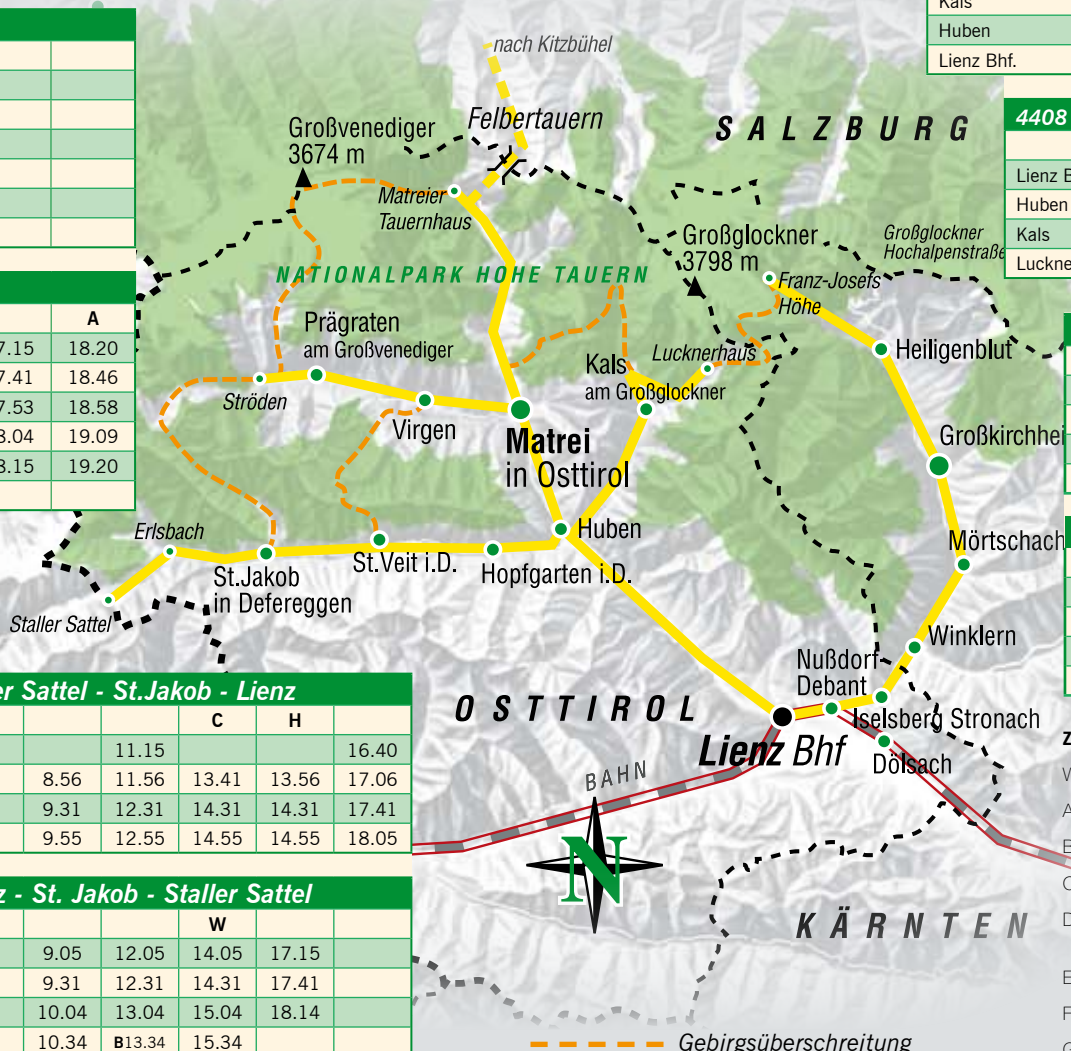 nach Kitzbühel
Felbertauern
Großvenediger
3674 m
Matreier
Tauernhaus
SALZBURG
Großglockner
3798 m
Großglockner
Hochalpenstraße
Franz-Josefs
Höhe
NATIONALPARK HOHE TAUERN
Prägraten
am Großvenediger
Ströden
Virgen
Matrei
in Osttirol
Kals
am Großglockner
Lucknerhaus
Heiligenblut
Großkirchhei
Mörtschach
Winklern
Huben
Hopfgarten i.D.
St.Veit i.D.
St.Jakob
in Defereggen
Erlsbach
Staller Sattel
OSTTIROL
Nußdorf
Debant
Iselsberg Stronach
Lienz Bhf
Dölsach
BAHN
N
KÄRNTEN
Gebirgsüberschreitung
Kals
Huben
Lienz Bhf.
4408
Lienz B
Huben
Kals
Luckne
A
7.15 18.20
7.41 18.46
7.53 18.58
8.04 19.09
8.15 19.20
er Sattel - St.Jakob - Lienz
C H
11.15 16.40
8.56 11.56 13.41 13.56 17.06
9.31 12.31 14.31 14.31 17.41
9.55 12.55 14.55 14.55 18.05
z - St. Jakob - Staller Sattel
W
9.05 12.05 14.05 17.15
9.31 12.31 14.31 17.41
10.04 13.04 15.04 18.14
10.34 B13.34 15.34